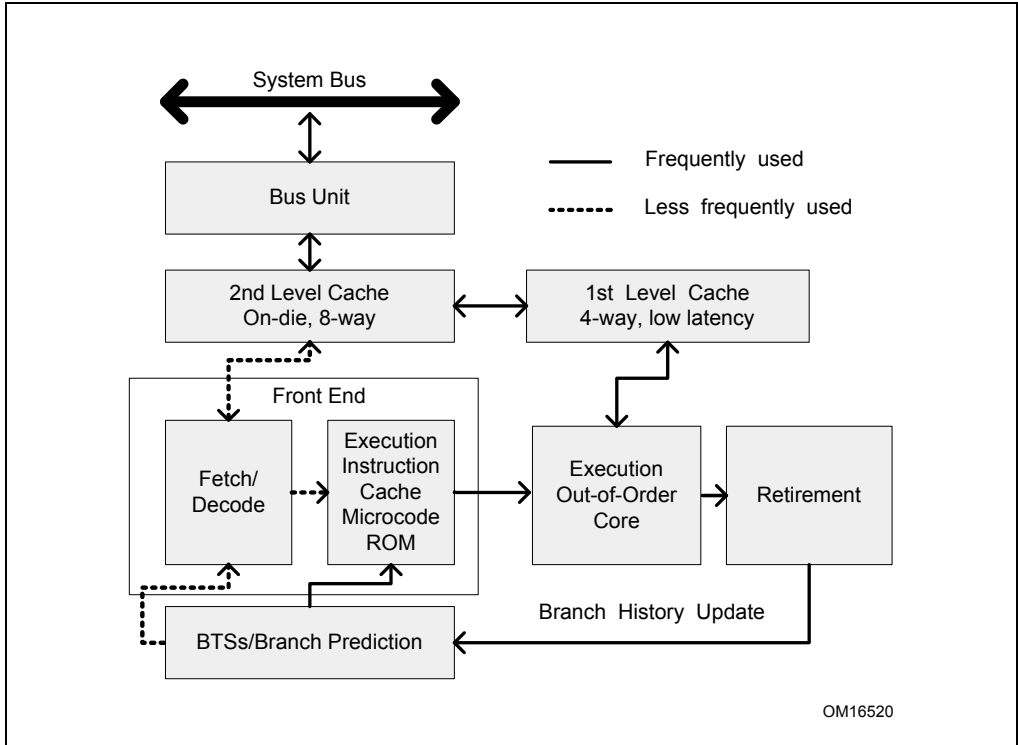 System Bus
Frequently used
Bus Unit
Less frequently used
2nd Level Cache
On-die, 8-way
1st Level Cache
4-way, low latency
Front End
Fetch/
Decode
Execution
Instruction
Cache
Microcode
ROM
Execution
Out-of-Order
Core
Retirement
Branch History Update
BTSs/Branch Prediction
OM16520